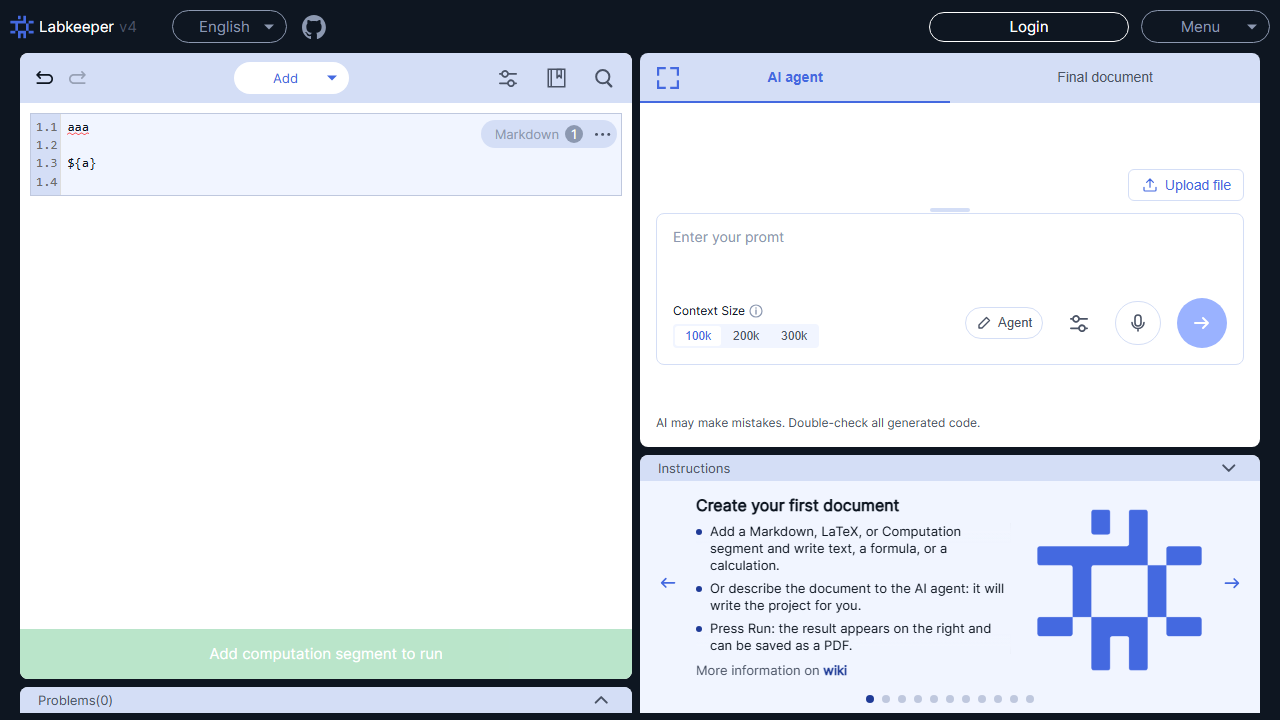 Labkeeper v4
English
Login
Menu
Add
AI agent
Final document
1.1 aaa
1.2
1.3 ${a}
1.4
Markdown 1
Upload file
Enter your promt
Context Size
100k 200k 300k
Agent
AI may make mistakes. Double-check all generated code.
Instructions
Create your first document
Add a Markdown, LaTeX, or Computation
segment and write text, a formula, or a
calculation.
Or describe the document to the AI agent: it will
write the project for you.
Press Run: the result appears on the right and
can be saved as a PDF.
More information on wiki
Add computation segment to run
Problems(0)